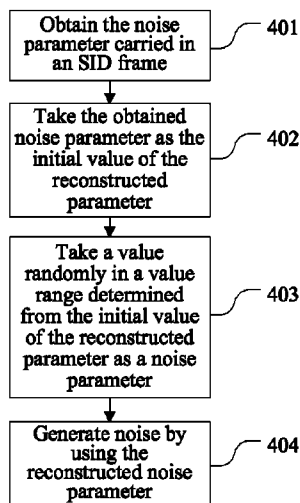 Obtain the noise
parameter carried in
an SID frame
401
Take the obtained
noise parameter as the
initial value of the
reconstructed
parameter
402
Take a value
randomly in a value
range determined
from the initial value
of the reconstructed
parameter as a noise
parameter
403
Generate noise by
using the
reconstructed noise
parameter
404